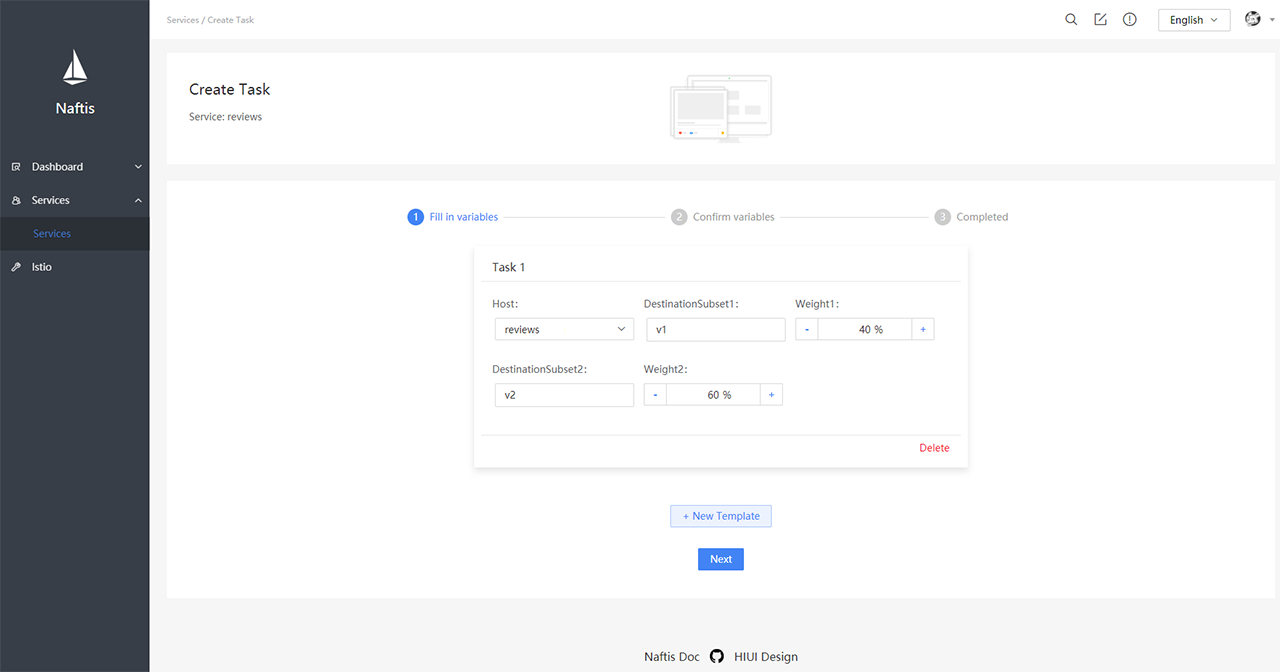 Services / Create Task
English
Naftis
Dashboard
Services
Services
Istio
Create Task
Service: reviews
1 Fill in variables
2 Confirm variables
3 Completed
Task 1
Host:
DestinationSubset1:
Weight1:
reviews
v1
- 40 % +
DestinationSubset2:
Weight2:
v2
- 60 % +
Delete
+ New Template
Next
Naftis Doc HIUI Design